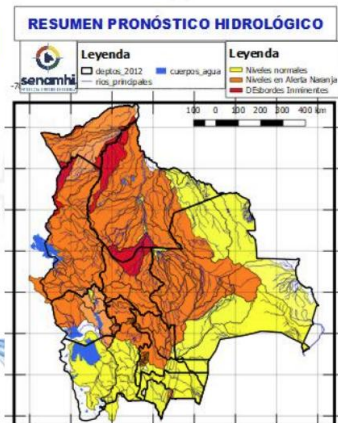 RESUMEN PRONÓSTICO HIDROLÓGICO
senamhi
Leyenda
deptos_2012
cuerpos_agua
rios_principales
Leyenda
Niveles normales
Niveles en Alerta Naranja
DEsbordes Inminentes
100 0 100 200 300 400 km